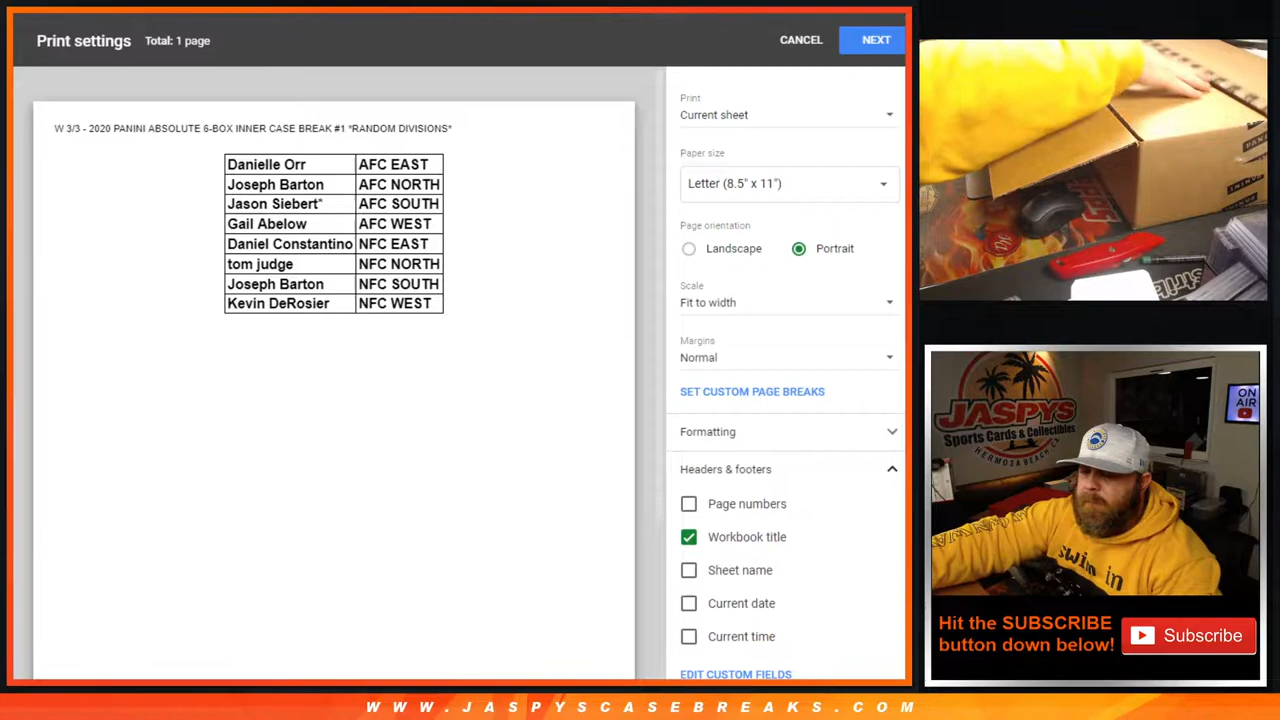 Print settings
Total: 1 page
CANCEL
NEXT
W 3/3 - 2020 PANINI ABSOLUTE 6-BOX INNER CASE BREAK #1 *RANDOM DIVISIONS*
Danielle Orr AFC EAST
Joseph Barton AFC NORTH
Jason Siebert* AFC SOUTH
Gail Abelow AFC WEST
Daniel Constantino NFC EAST
tom judge NFC NORTH
Joseph Barton NFC SOUTH
Kevin DeRosier NFC WEST
Print
Current sheet
Paper size
Letter (8.5" x 11")
Page orientation
Landscape
Portrait
Scale
Fit to width
Margins
Normal
SET CUSTOM PAGE BREAKS
Formatting
Headers & footers
Page numbers
Workbook title
Sheet name
Current date
Current time
EDIT CUSTOM FIELDS
JASPYS
Sports Cards & Collectibles
HERMOSA BEACH, CA
ON
AIR
swim in
Hit the SUBSCRIBE
button down below!
Subscribe
WWW.JASPYSCASEBREAKS.COM